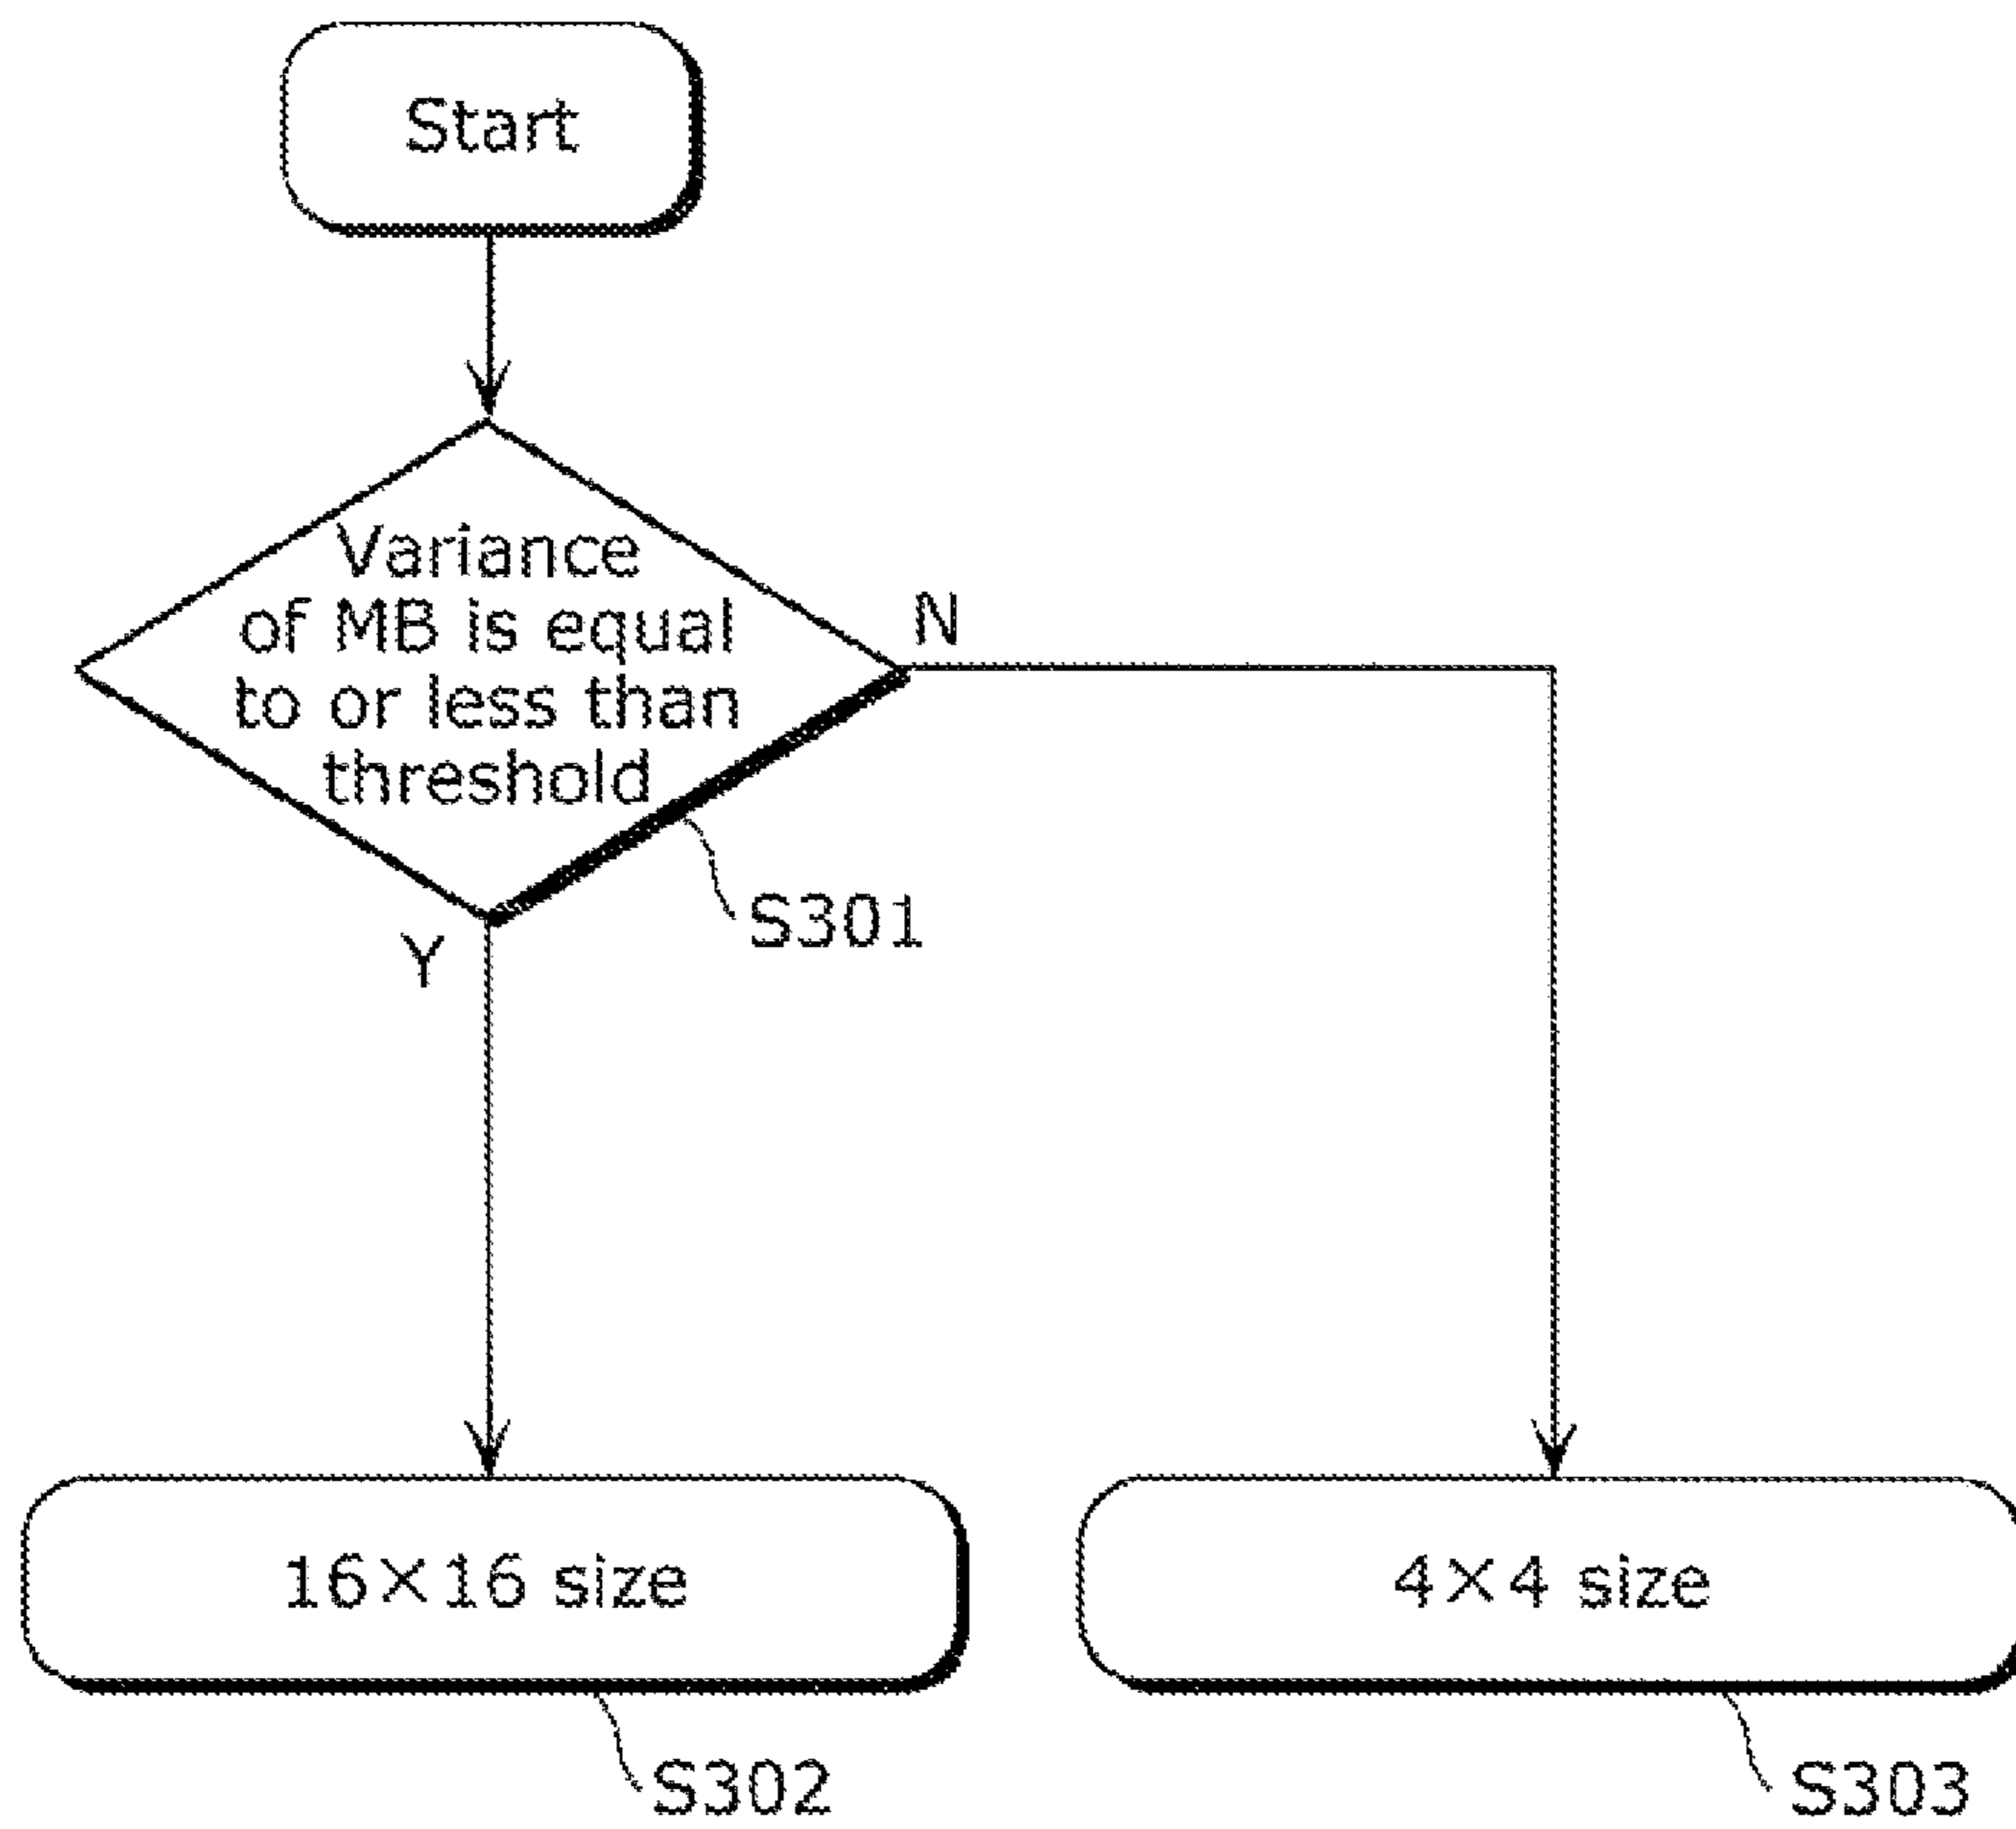 Start
Variance
of MB is equal
to or less than
threshold
N
S301
Y
16×16 size
4×4 size
S302
S303